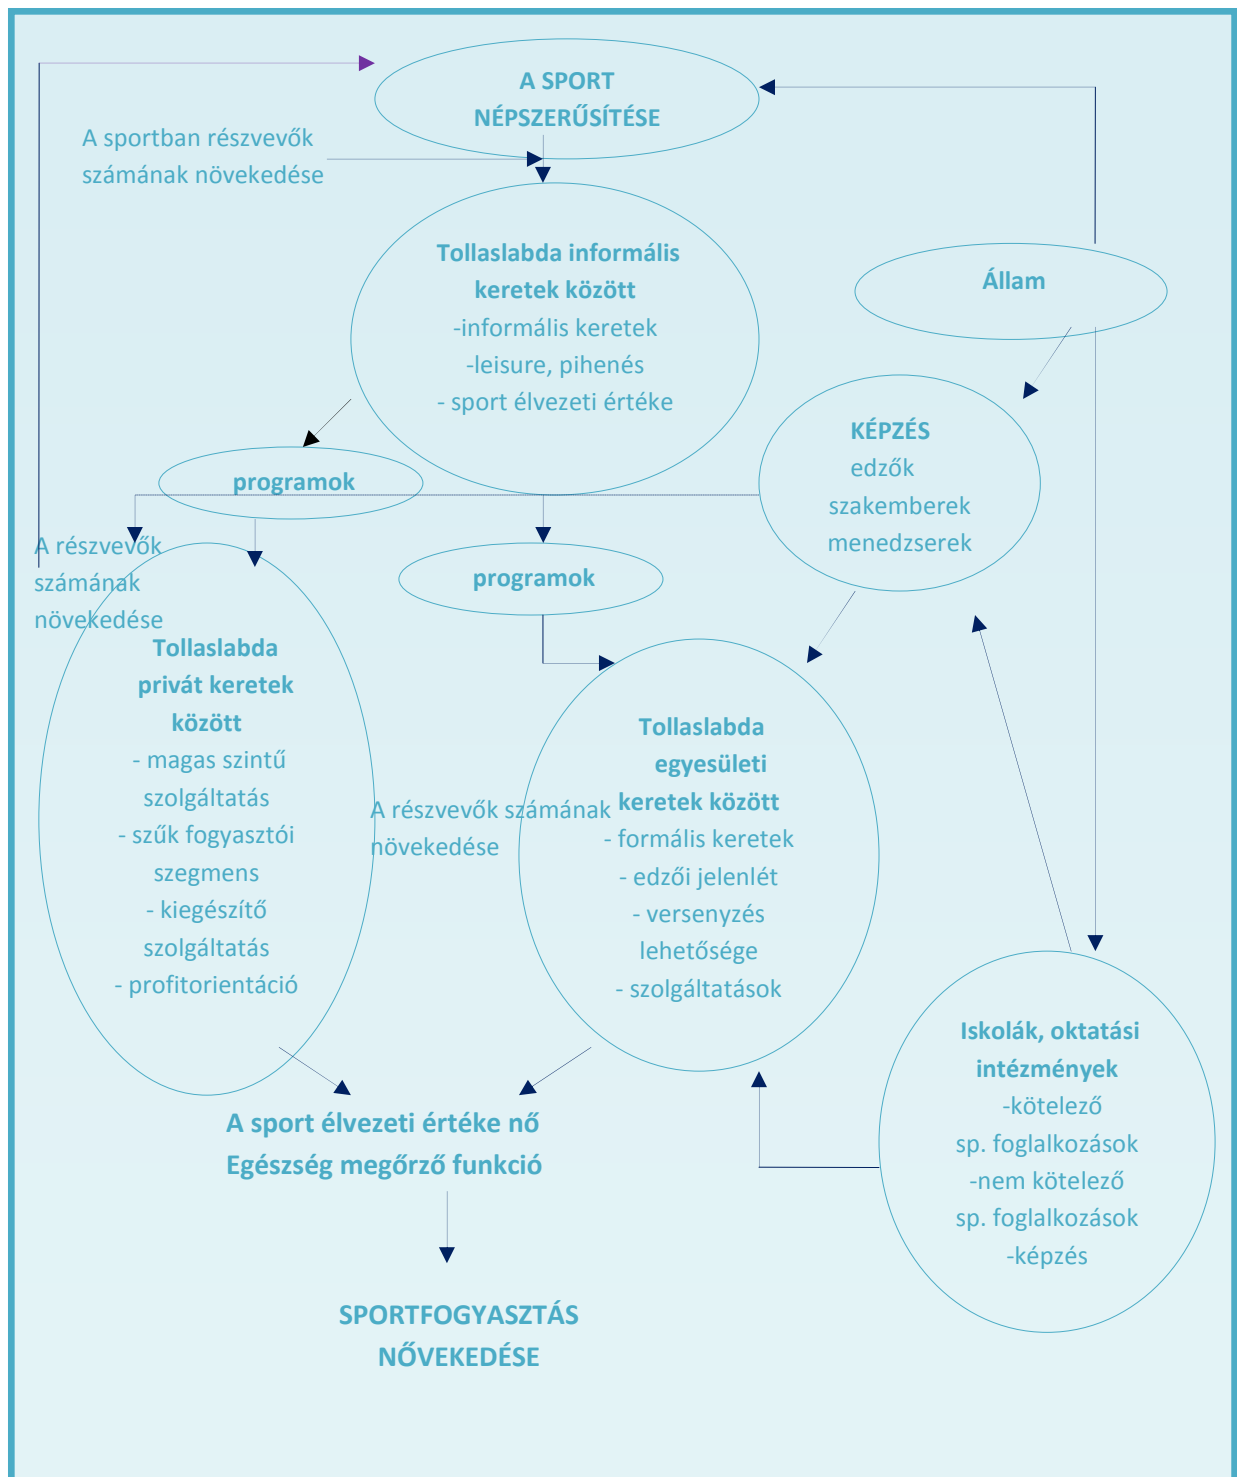 A SPORT
NÉPSZERŰSÍTÉSE
A sportban részvevők
számának növekedése
Tollaslabda informális
keretek között
-informális keretek
-leisure, pihenés
- sport élvezeti értéke
Állam
KÉPZÉS
edzők
szakemberek
menedzserek
programok
programok
A részvevők
számának
növekedése
Tollaslabda
privát keretek
között
- magas szintű
szolgáltatás
- szűk fogyasztói
szegmens
- kiegészítő
szolgáltatás
- profitorientáció
A részvevők számának
növekedése
Tollaslabda
egyesületi
keretek között
- formális keretek
- edzői jelenlét
- versenyzés
lehetősége
- szolgáltatások
Iskolák, oktatási
intézmények
-kötelező
sp. foglalkozások
-nem kötelező
sp. foglalkozások
-képzés
A sport élvezeti értéke nő
Egészség megőrző funkció
SPORTFOGYASZTÁS
NŐVEKEDÉSE